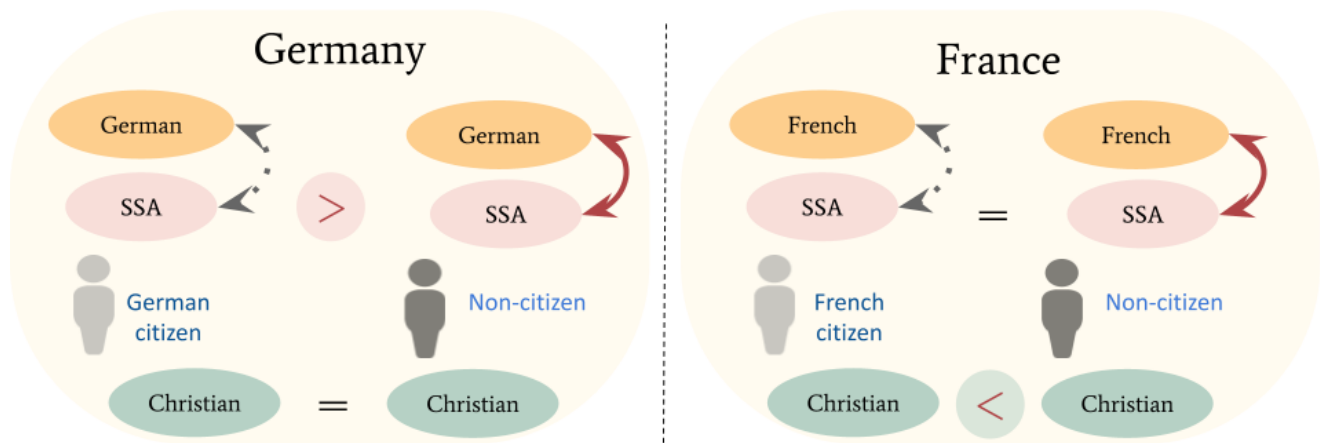 Germany
German
German
SSA
>
SSA
German
citizen
Non-citizen
Christian
=
Christian
France
French
French
SSA
=
SSA
French
citizen
Non-citizen
Christian
<
Christian